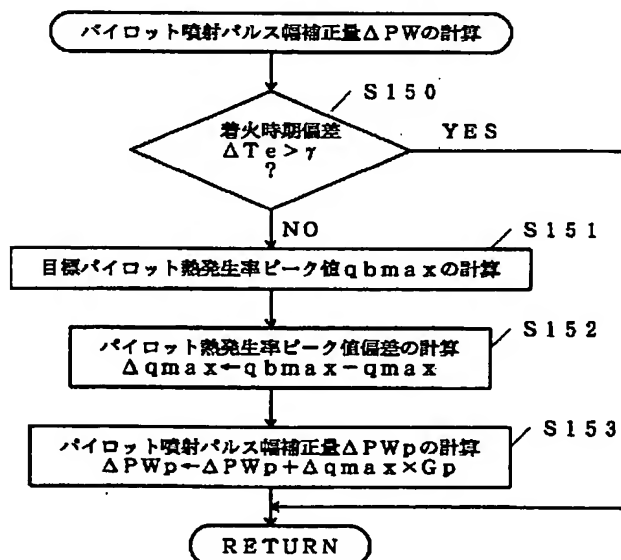 パイロット噴射パルス幅補正量ΔPWの計算
S150
着火時期偏差
ΔTe>γ
?
YES
NO
S151
目標パイロット熱発生率ピーク値qbmaxの計算
S152
パイロット熱発生率ピーク値偏差の計算
Δqmax←qbmax−qmax
S153
パイロット噴射パルス幅補正量ΔPWpの計算
ΔPWp←ΔPWp+Δqmax×Gp
RETURN